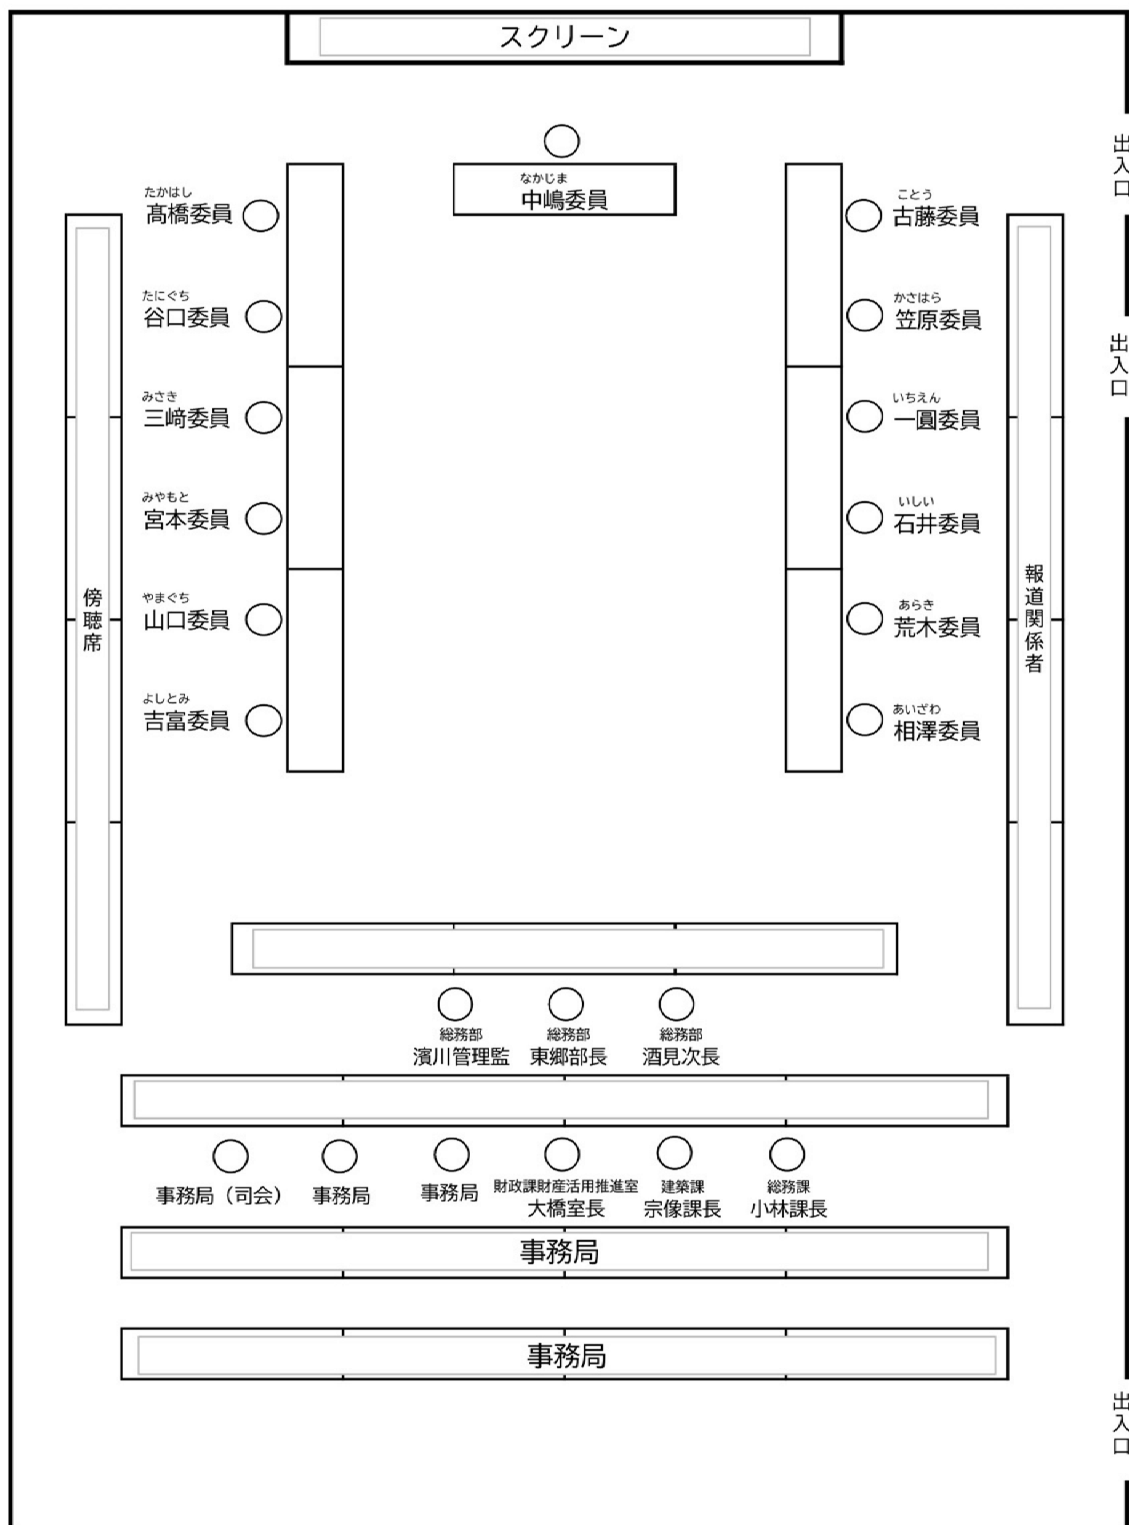 スクリーン
出入口
なかじま
中嶋委員
たかはし
髙橋委員
ことう
古藤委員
たにぐち
谷口委員
かさはら
笠原委員
出入口
みさき
三﨑委員
いちえん
一圓委員
みやもと
宮本委員
いしい
石井委員
傍聴席
報道関係者
やまぐち
山口委員
あらき
荒木委員
よしとみ
吉富委員
あいざわ
相澤委員
総務部
濱川管理監
総務部
東郷部長
総務部
酒見次長
事務局（司会）
事務局
事務局
財政課財産活用推進室
大橋室長
建築課
宗像課長
総務課
小林課長
事務局
事務局
出入口